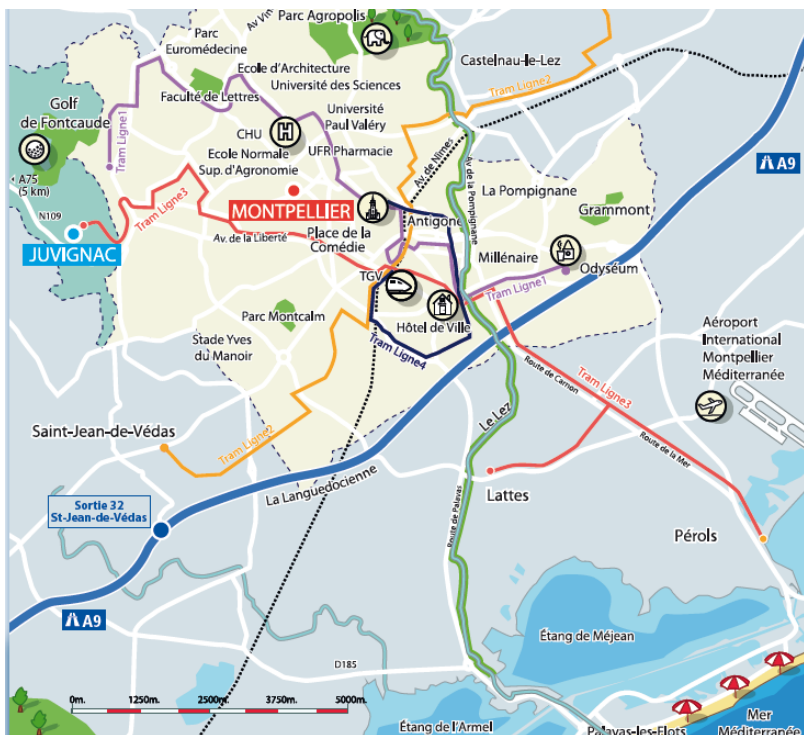 Parc Agropolis
Av Vin
Parc
Euromédecine
Castelnau-le-Lez
Ecole d'Architecture
Université des Sciences
Tram Ligne2
Golf
de Fontcaude
Faculté de Lettres
Université
Paul Valéry
Tram Ligne1
CHU
H
UFR Pharmacie
Ecole Normale
Sup. d'Agronomie
Av. de Nîmes
Av de la Pompignane
A9
A75
(5 km)
La Pompignane
N109
Tram Ligne3
MONTPELLIER
Grammont
Antigone
JUVIGNAC
Av. de la Liberté
Place de la
Comédie
Millénaire
Odyséum
TGV
Tram Ligne1
Parc Montcalm
Hôtel de Ville
Stade Yves
du Manoir
Tram Ligne4
Aéroport
International
Montpellier
Méditerranée
Route de Carnon
Tram Ligne3
Saint-Jean-de-Védas
Tram Ligne2
Le Lez
Route de la Mer
La Languedocienne
Lattes
Sortie 32
St-Jean-de-Védas
Route de Palavas
Pérols
A9
Étang de Méjean
D185
0m.
1250m.
2500m.
3750m.
5000m.
Étang de l'Armel
Palavas-les-Flots
Mer
Méditerranée